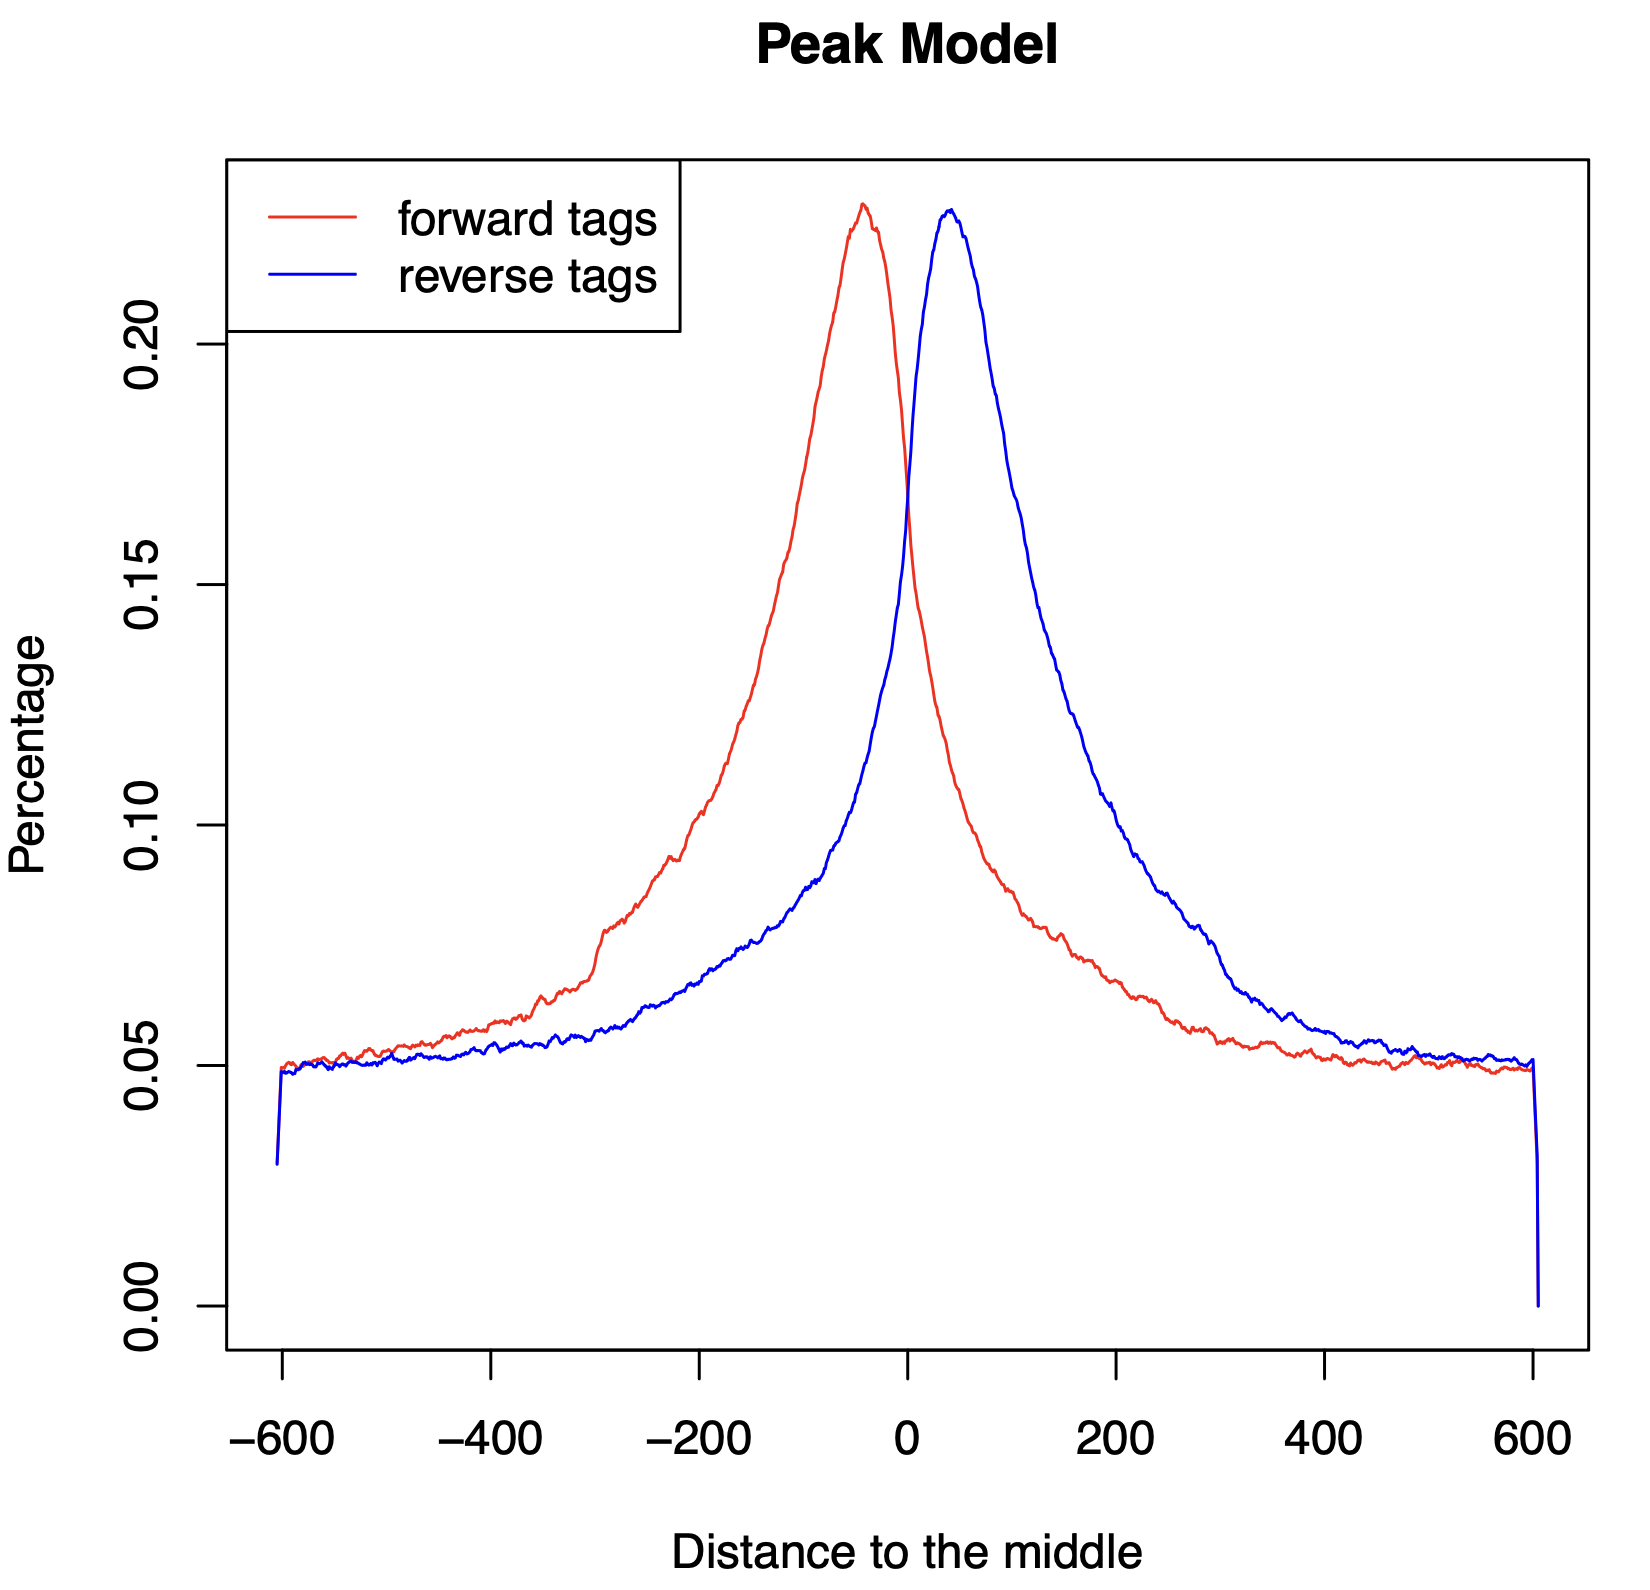 Peak Model
forward tags
reverse tags
Percentage
0.20
0.15
0.10
0.05
0.00
–600 –400 –200 0 200 400 600
Distance to the middle